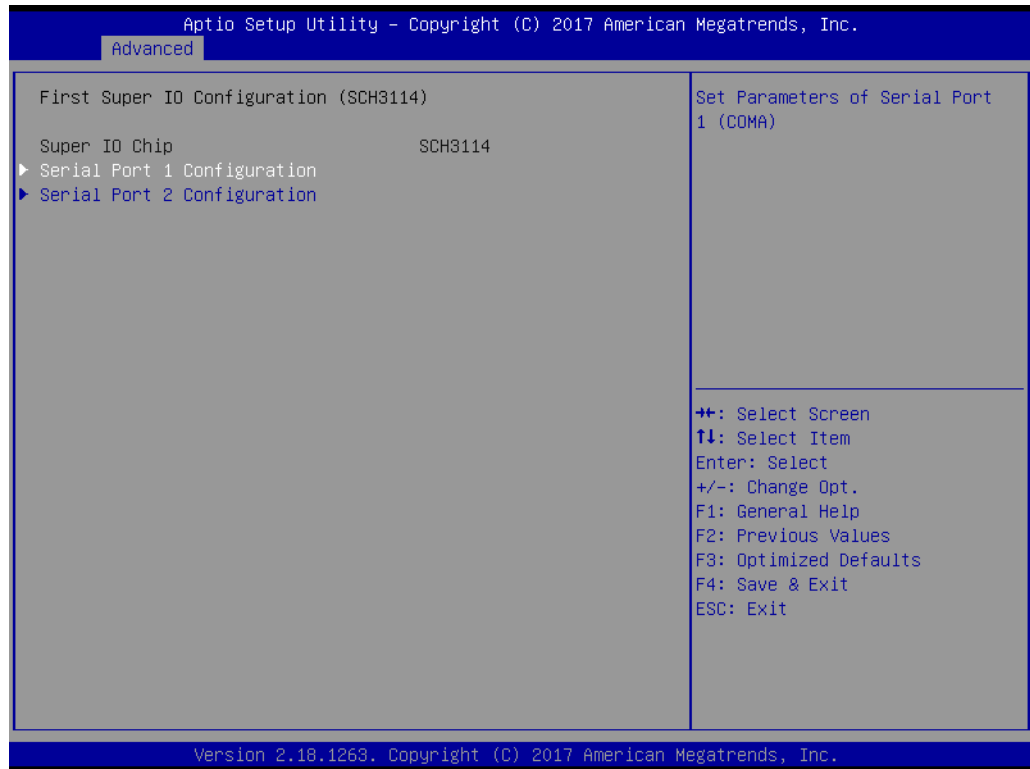 Aptio Setup Utility – Copyright (C) 2017 American Megatrends, Inc.
Advanced
First Super IO Configuration (SCH3114)
Super IO Chip SCH3114
Serial Port 1 Configuration
Serial Port 2 Configuration
Set Parameters of Serial Port
1 (COMA)
→←: Select Screen
↑↓: Select Item
Enter: Select
+/-: Change Opt.
F1: General Help
F2: Previous Values
F3: Optimized Defaults
F4: Save & Exit
ESC: Exit
Version 2.18.1263. Copyright (C) 2017 American Megatrends, Inc.